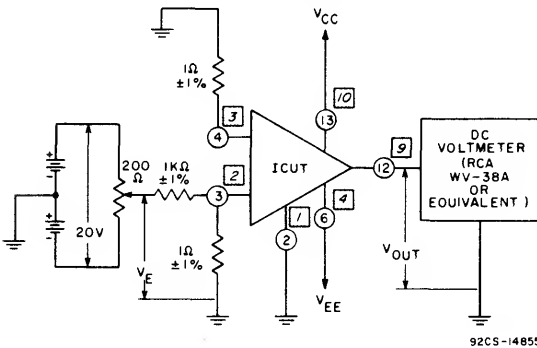 VCC
1Ω
±1%
3
10
4
13
200
Ω
1KΩ
±1%
2
3
ICUT
9
12
DC
VOLTMETER
(RCA
WV-38A
OR
EQUIVALENT)
+
-
+
-
20V
VE
1Ω
±1%
1
2
4
6
VEE
VOUT
92CS-14855